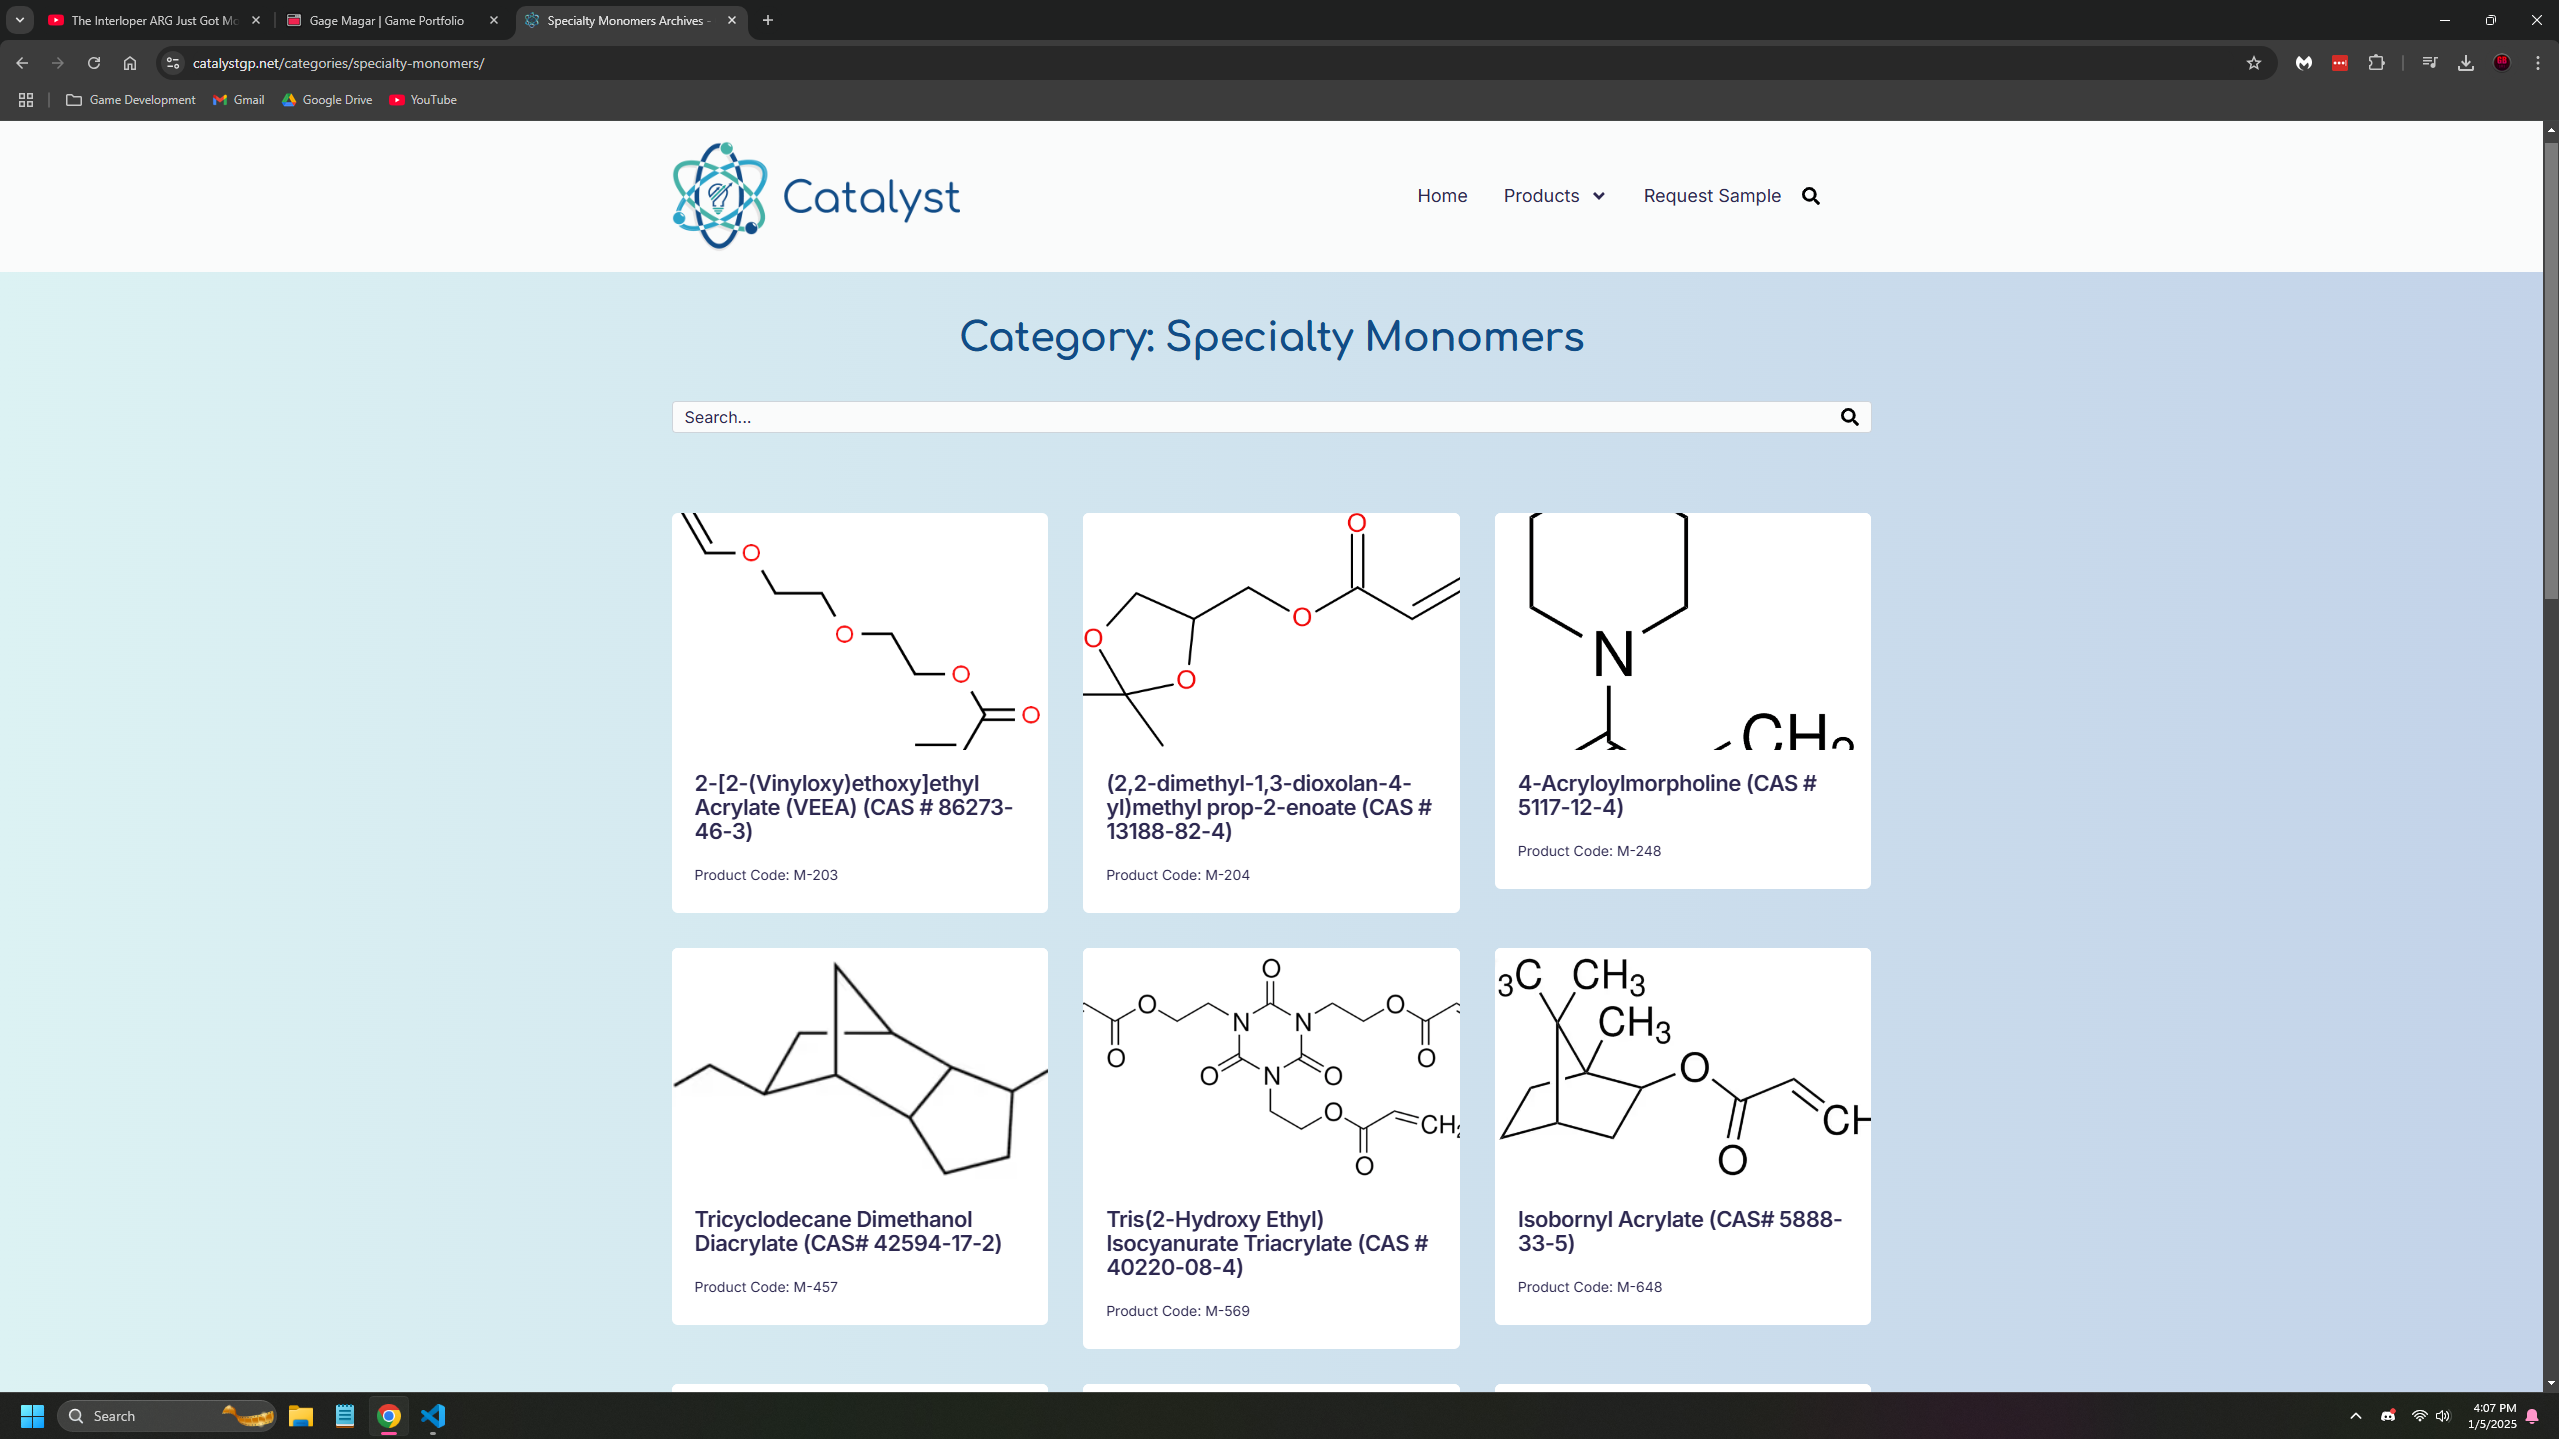 The Interloper ARG Just Got Mo
Gage Magar | Game Portfolio
Specialty Monomers Archives -
catalystgp.net/categories/specialty-monomers/
Game Development
Gmail
Google Drive
YouTube
Catalyst
Home
Products
Request Sample
Category: Specialty Monomers
Search...
O
O
O
O
O
O
O
O
N
CH2
2-[2-(Vinyloxy)ethoxy]ethyl
Acrylate (VEEA) (CAS # 86273-
46-3)
Product Code: M-203
(2,2-dimethyl-1,3-dioxolan-4-
yl)methyl prop-2-enoate (CAS #
13188-82-4)
Product Code: M-204
4-Acryloylmorpholine (CAS #
5117-12-4)
Product Code: M-248
O
O
O
N
N
O
O
O
O
N
O
CH2
O
3C
CH3
CH3
O
CH
O
Tricyclodecane Dimethanol
Diacrylate (CAS# 42594-17-2)
Product Code: M-457
Tris(2-Hydroxy Ethyl)
Isocyanurate Triacrylate (CAS #
40220-08-4)
Product Code: M-569
Isobornyl Acrylate (CAS# 5888-
33-5)
Product Code: M-648
Search
4:07 PM
1/5/2025